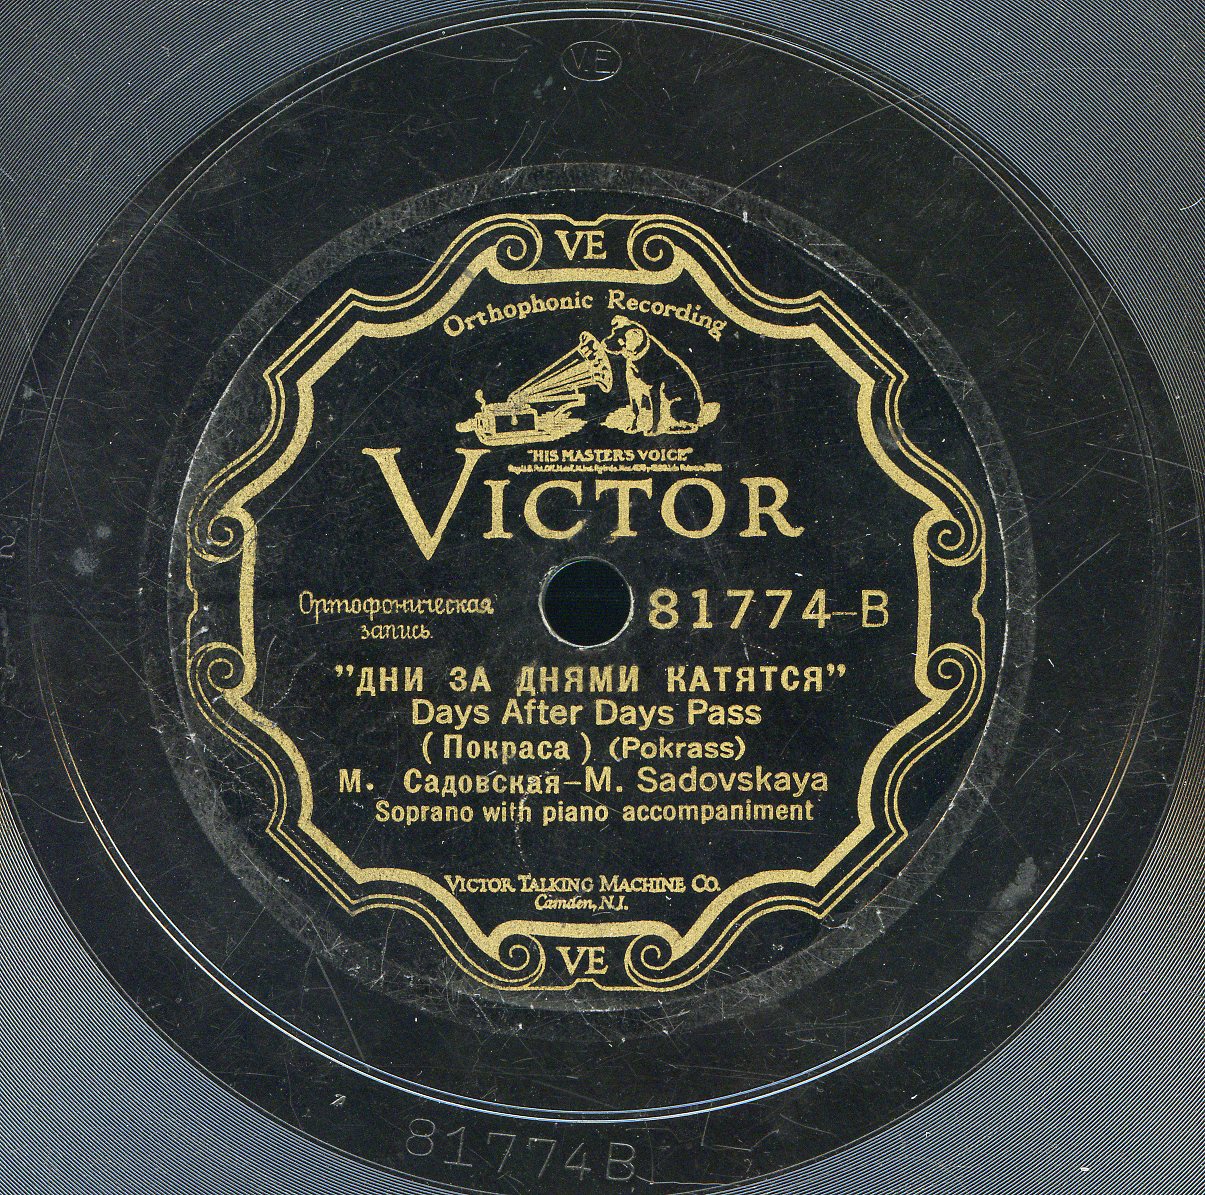 VE
VE
Orthophonic Recording
"HIS MASTER'S VOICE"
VICTOR
Ортофоническая
запись.
81774-B
"ДНИ ЗА ДНЯМИ КАТЯТСЯ"
Days After Days Pass
(Покраса) (Pokrass)
М. Садовская-M. Sadovskaya
Soprano with piano accompaniment
VICTOR TALKING MACHINE CO.
Camden, N.J.
VE
81774B